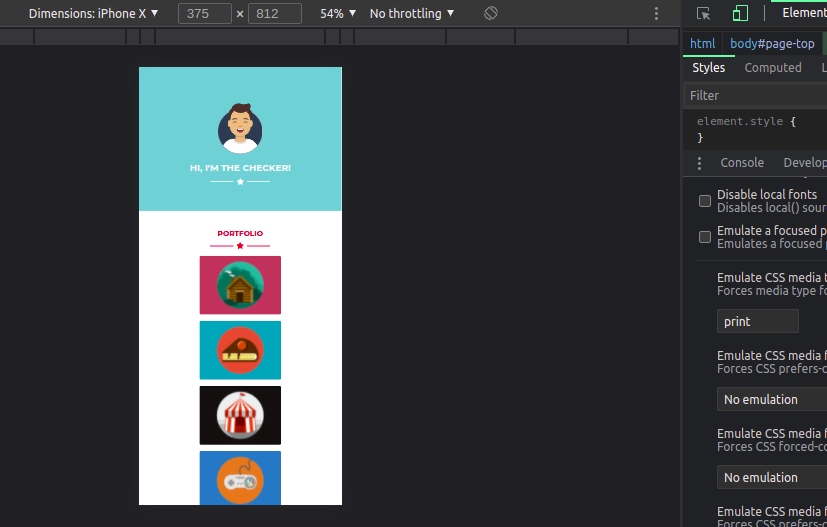 Dimensions: iPhone X ▼ 375 × 812 54% ▼ No throttling ▼
HI, I'M THE CHECKER!
PORTFOLIO
Element
html body#page-top
Styles Computed L
Filter
element.style {
}
Console Develop
Disable local fonts
Disables local() sour
Emulate a focused p
Emulates a focused p
Emulate CSS media t
Forces media type fo
print
Emulate CSS media f
Forces CSS prefers-c
No emulation
Emulate CSS media f
Forces CSS forced-co
No emulation
Emulate CSS media f
Forces CSS prefers-c